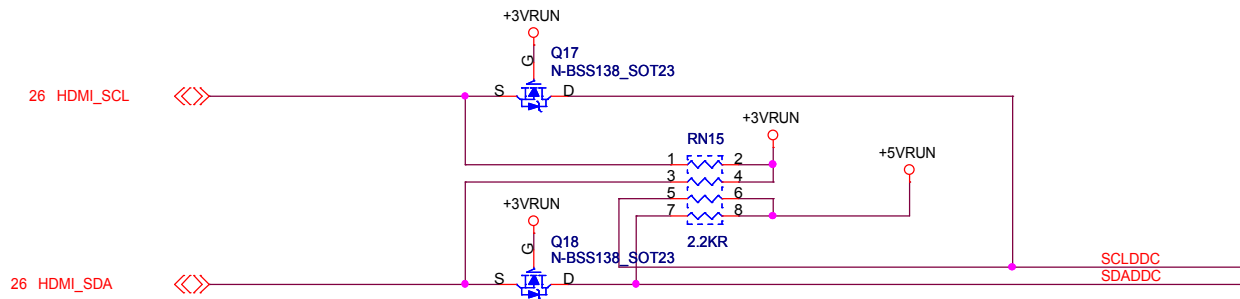 +3VRUN
Q17
N-BSS138_SOT23
G
26 HDMI_SCL
S
D
+3VRUN
RN15
+5VRUN
1
2
3
4
5
6
7
8
+3VRUN
2.2KR
Q18
N-BSS138_SOT23
G
SCLDDC
26 HDMI_SDA
S
D
SDADDC